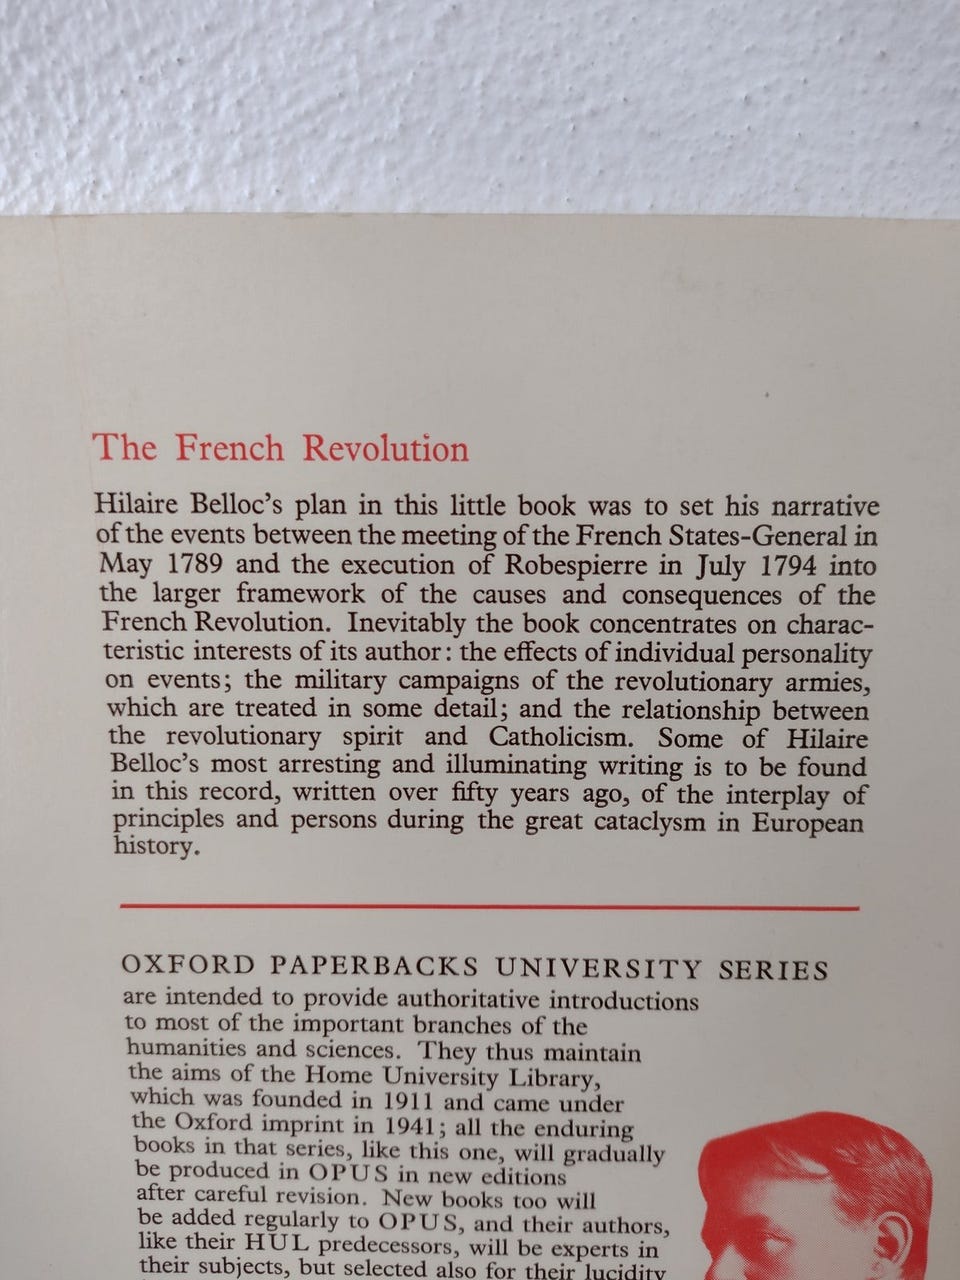 The French Revolution
Hilaire Belloc's plan in this little book was to set his narrative
of the events between the meeting of the French States-General in
May 1789 and the execution of Robespierre in July 1794 into
the larger framework of the causes and consequences of the
French Revolution. Inevitably the book concentrates on charac-
teristic interests of its author: the effects of individual personality
on events; the military campaigns of the revolutionary armies,
which are treated in some detail; and the relationship between
the revolutionary spirit and Catholicism. Some of Hilaire
Belloc's most arresting and illuminating writing is to be found
in this record, written over fifty years ago, of the interplay of
principles and persons during the great cataclysm in European
history.
OXFORD PAPERBACKS UNIVERSITY SERIES
are intended to provide authoritative introductions
to most of the important branches of the
humanities and sciences. They thus maintain
the aims of the Home University Library,
which was founded in 1911 and came under
the Oxford imprint in 1941; all the enduring
books in that series, like this one, will gradually
be produced in OPUS in new editions
after careful revision. New books too will
be added regularly to OPUS, and their authors,
like their HUL predecessors, will be experts in
their subjects, but selected also for their lucidity